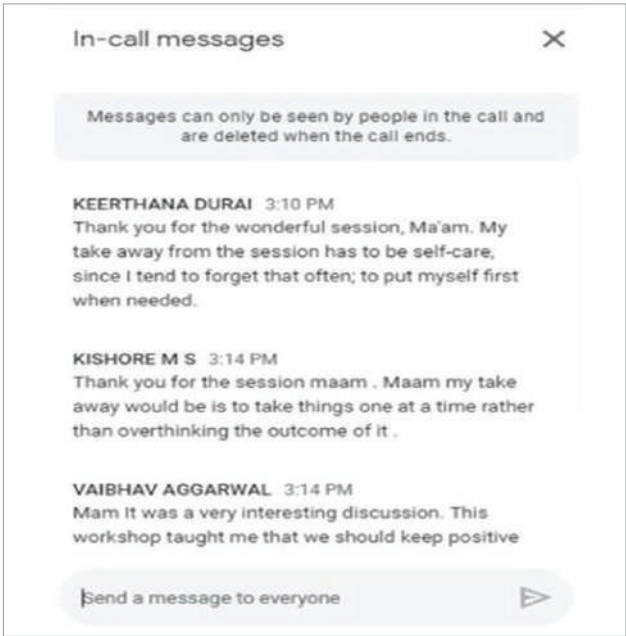 In-call messages
Messages can only be seen by people in the call and
are deleted when the call ends.
KEERTHANA DURAI 3:10 PM
Thank you for the wonderful session, Ma'am. My
take away from the session has to be self-care,
since I tend to forget that often; to put myself first
when needed.
KISHORE M S 3:14 PM
Thank you for the session maam . Maam my take
away would be is to take things one at a time rather
than overthinking the outcome of it .
VAIBHAV AGGARWAL 3:14 PM
Mam It was a very interesting discussion. This
workshop taught me that we should keep positive
Send a message to everyone